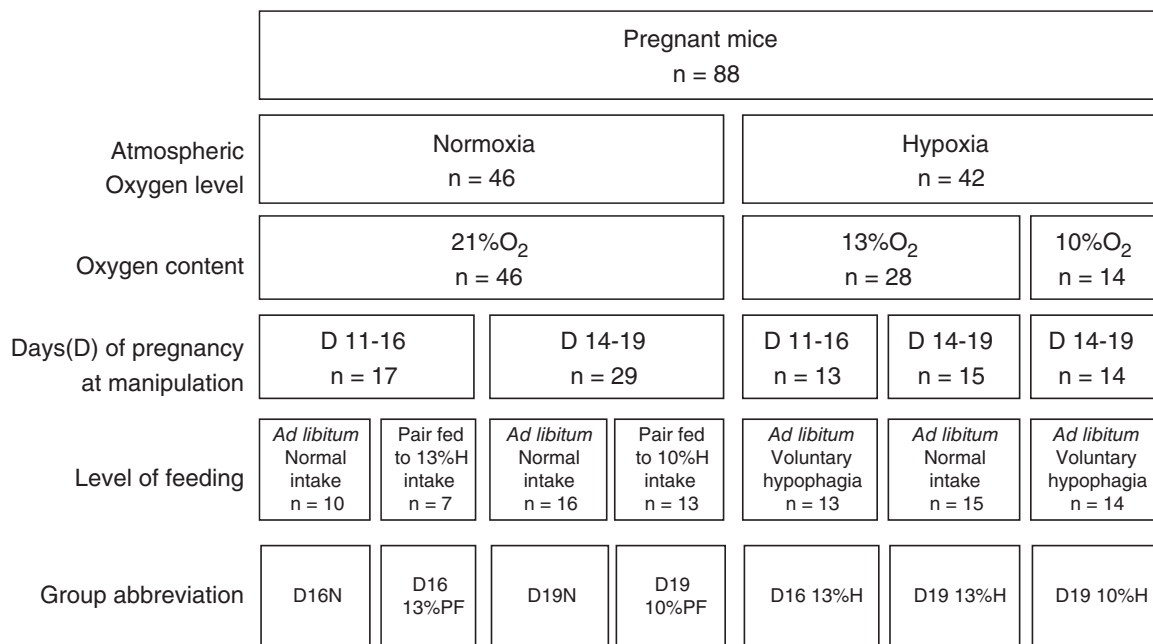 Pregnant mice
n = 88
Atmospheric
Oxygen level
Normoxia
n = 46
Hypoxia
n = 42
Oxygen content
21%O₂
n = 46
13%O₂
n = 28
10%O₂
n = 14
Days(D) of pregnancy
at manipulation
D 11-16
n = 17
D 14-19
n = 29
D 11-16
n = 13
D 14-19
n = 15
D 14-19
n = 14
Level of feeding
Ad libitum
Normal
intake
n = 10
Pair fed
to 13%H
intake
n = 7
Ad libitum
Normal
intake
n = 16
Pair fed
to 10%H
intake
n = 13
Ad libitum
Voluntary
hypophagia
n = 13
Ad libitum
Normal
intake
n = 15
Ad libitum
Voluntary
hypophagia
n = 14
Group abbreviation
D16N
D16
13%PF
D19N
D19
10%PF
D16 13%H
D19 13%H
D19 10%H